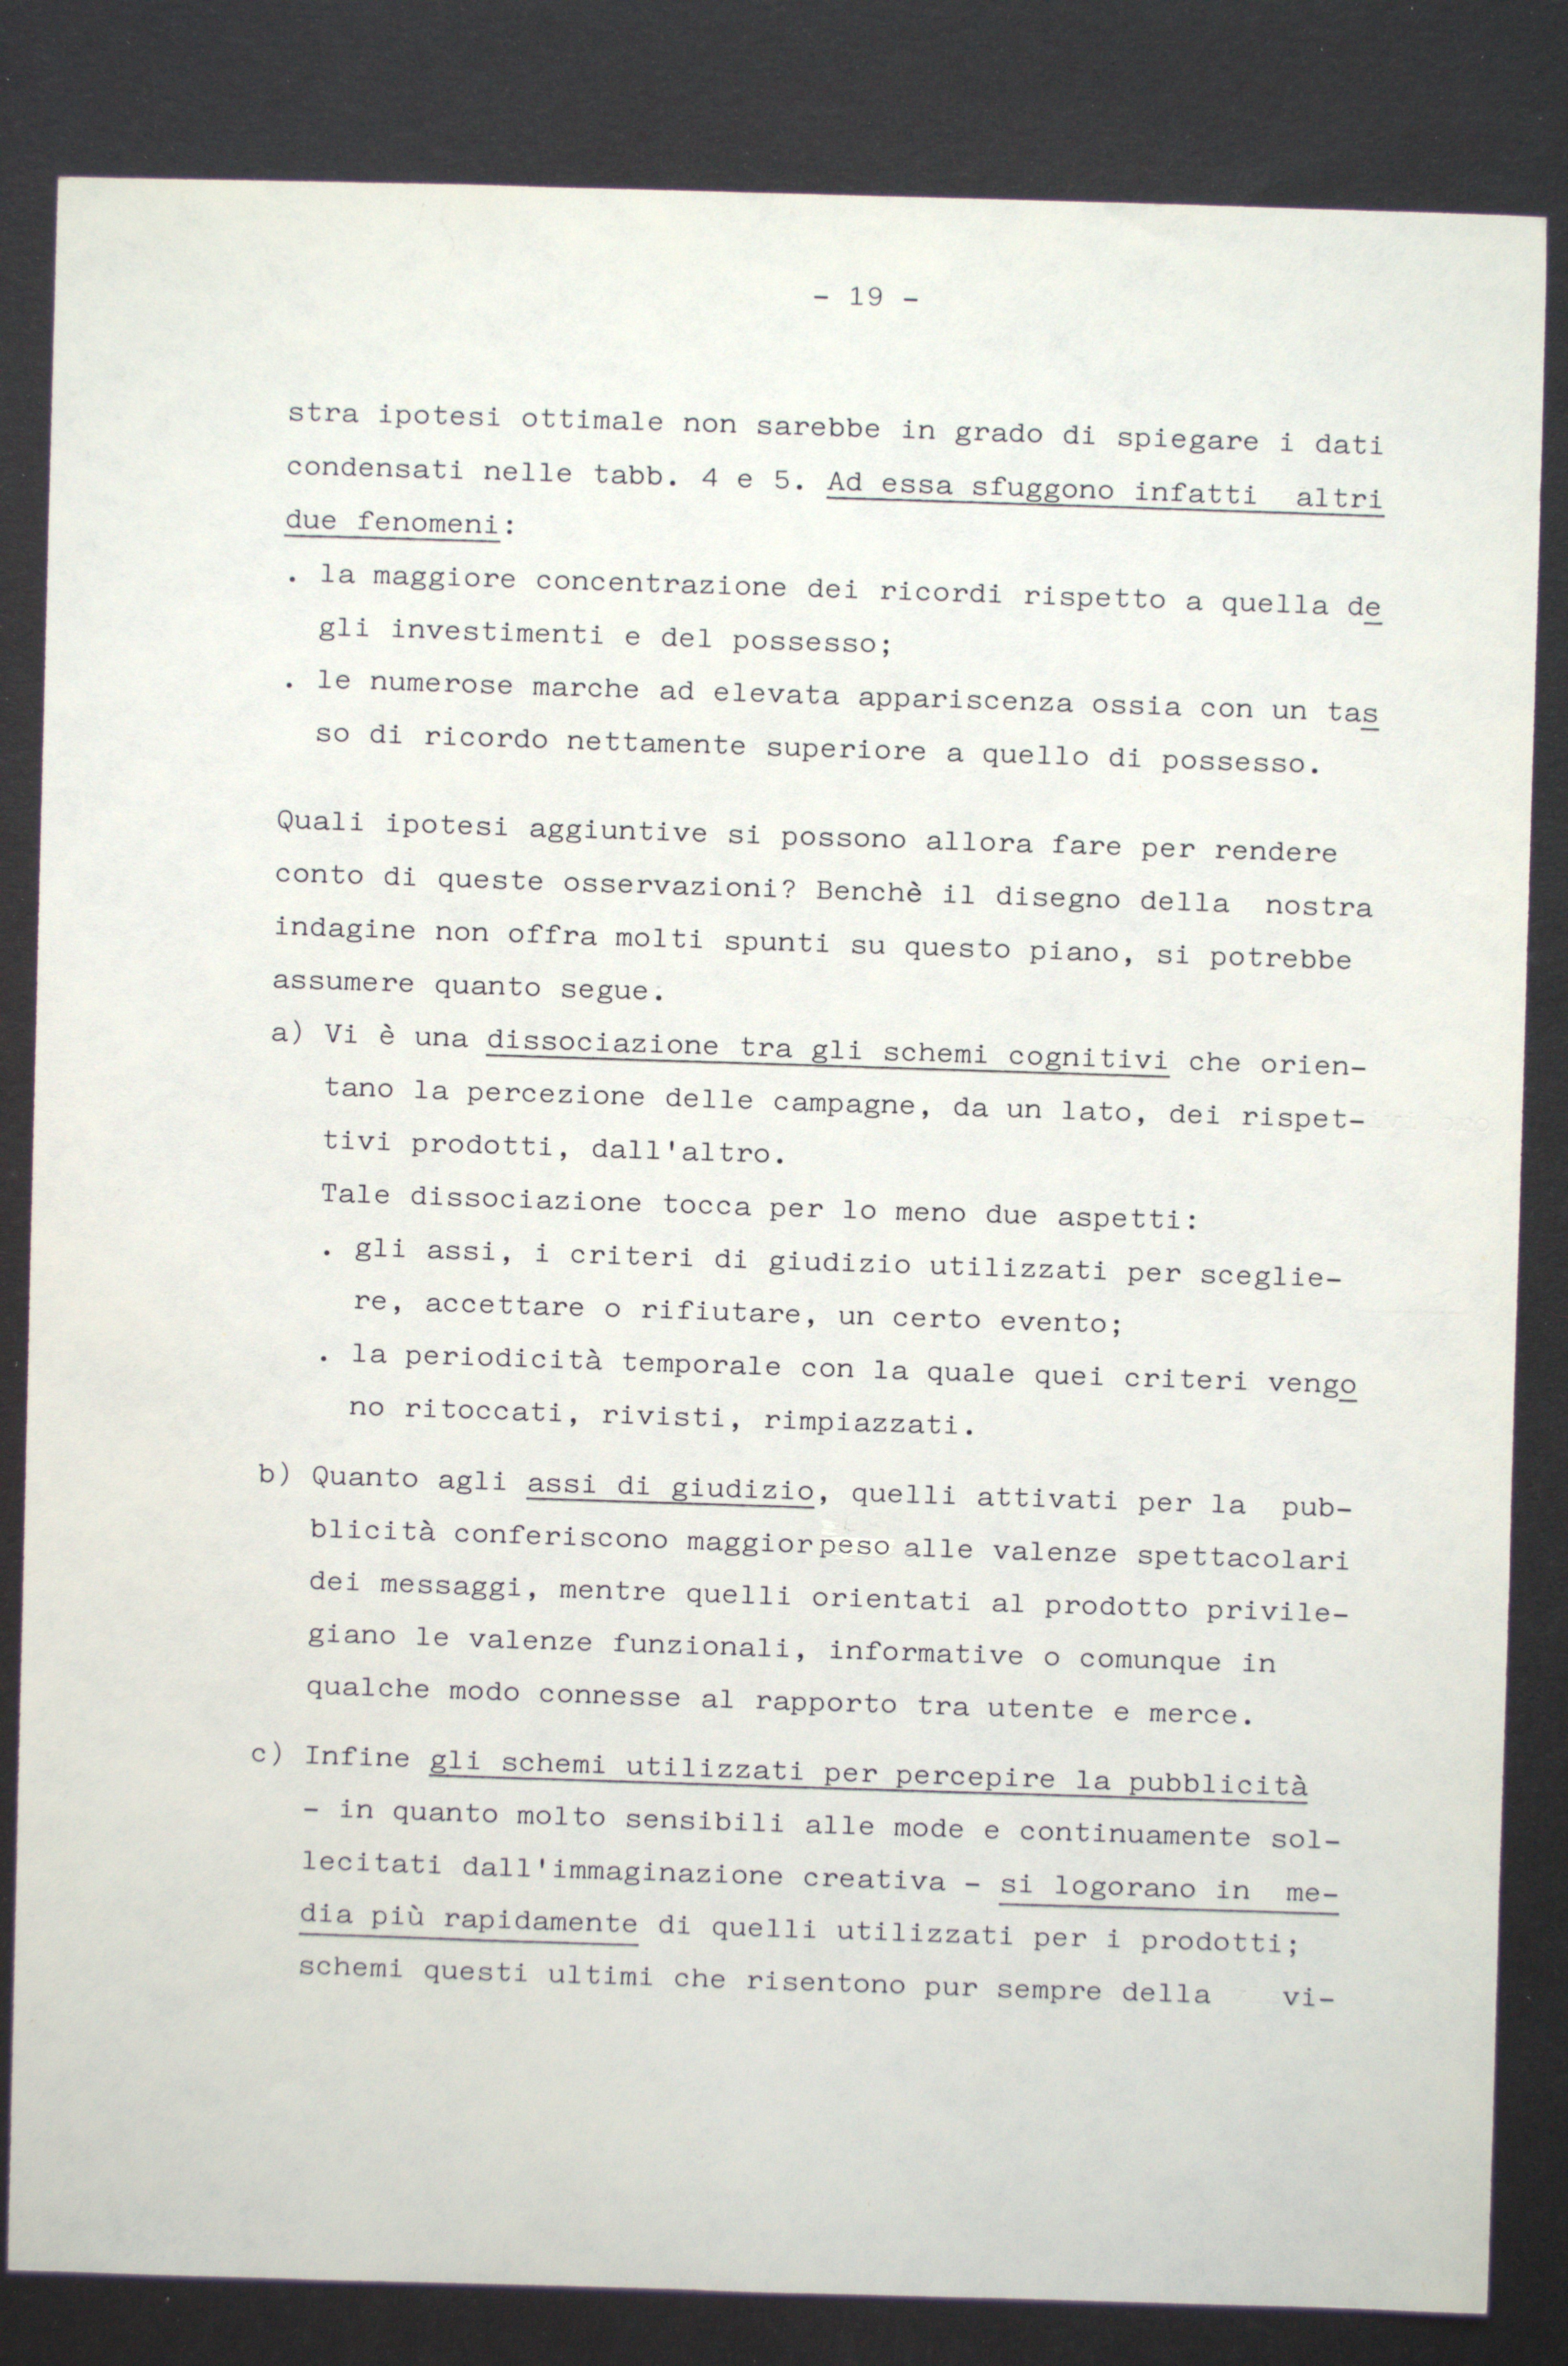 - 19 -
stra ipotesi ottimale non sarebbe in grado di spiegare i dati
condensati nelle tabb. 4 e 5. Ad essa sfuggono infatti altri
due fenomeni:
. la maggiore concentrazione dei ricordi rispetto a quella de
gli investimenti e del possesso;
. le numerose marche ad elevata appariscenza ossia con un tas
so di ricordo nettamente superiore a quello di possesso.
Quali ipotesi aggiuntive si possono allora fare per rendere
conto di queste osservazioni? Benchè il disegno della nostra
indagine non offra molti spunti su questo piano, si potrebbe
assumere quanto segue.
a) Vi è una dissociazione tra gli schemi cognitivi che orien-
tano la percezione delle campagne, da un lato, dei rispet-
tivi prodotti, dall'altro.
Tale dissociazione tocca per lo meno due aspetti:
. gli assi, i criteri di giudizio utilizzati per sceglie-
re, accettare o rifiutare, un certo evento;
. la periodicità temporale con la quale quei criteri vengo
no ritoccati, rivisti, rimpiazzati.
b) Quanto agli assi di giudizio, quelli attivati per la pub-
blicità conferiscono maggior peso alle valenze spettacolari
dei messaggi, mentre quelli orientati al prodotto privile-
giano le valenze funzionali, informative o comunque in
qualche modo connesse al rapporto tra utente e merce.
c) Infine gli schemi utilizzati per percepire la pubblicità
- in quanto molto sensibili alle mode e continuamente sol-
lecitati dall'immaginazione creativa - si logorano in me-
dia più rapidamente di quelli utilizzati per i prodotti;
schemi questi ultimi che risentono pur sempre della vi-